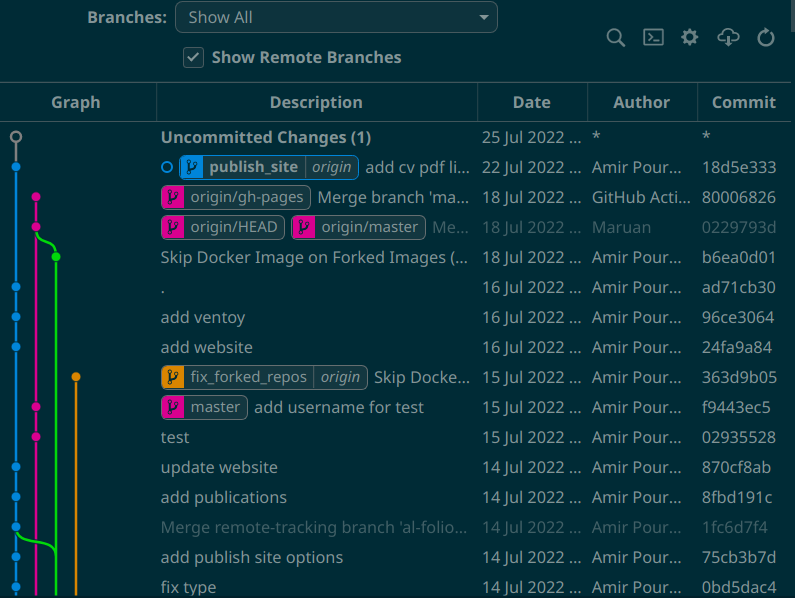 Branches: Show All
Show Remote Branches
Graph Description Date Author Commit
Uncommitted Changes (1) 25 Jul 2022 ... * *
publish_site origin add cv pdf li... 22 Jul 2022 ... Amir Pour... 18d5e333
origin/gh-pages Merge branch 'ma... 18 Jul 2022 ... GitHub Acti... 80006826
origin/HEAD origin/master Me... 18 Jul 2022 ... Maruan 0229793d
Skip Docker Image on Forked Images (... 18 Jul 2022 ... Amir Pour... b6ea0d01
. 16 Jul 2022 ... Amir Pour... ad71cb30
add ventoy 16 Jul 2022 ... Amir Pour... 96ce3064
add website 16 Jul 2022 ... Amir Pour... 24fa9a84
fix_forked_repos origin Skip Docke... 15 Jul 2022 ... Amir Pour... 363d9b05
master add username for test 15 Jul 2022 ... Amir Pour... f9443ec5
test 15 Jul 2022 ... Amir Pour... 02935528
update website 14 Jul 2022 ... Amir Pour... 870cf8ab
add publications 14 Jul 2022 ... Amir Pour... 8fbd191c
Merge remote-tracking branch 'al-folio... 14 Jul 2022 ... Amir Pour... 1fc6d7f4
add publish site options 14 Jul 2022 ... Amir Pour... 75cb3b7d
fix type 14 Jul 2022 ... Amir Pour... 0bd5dac4